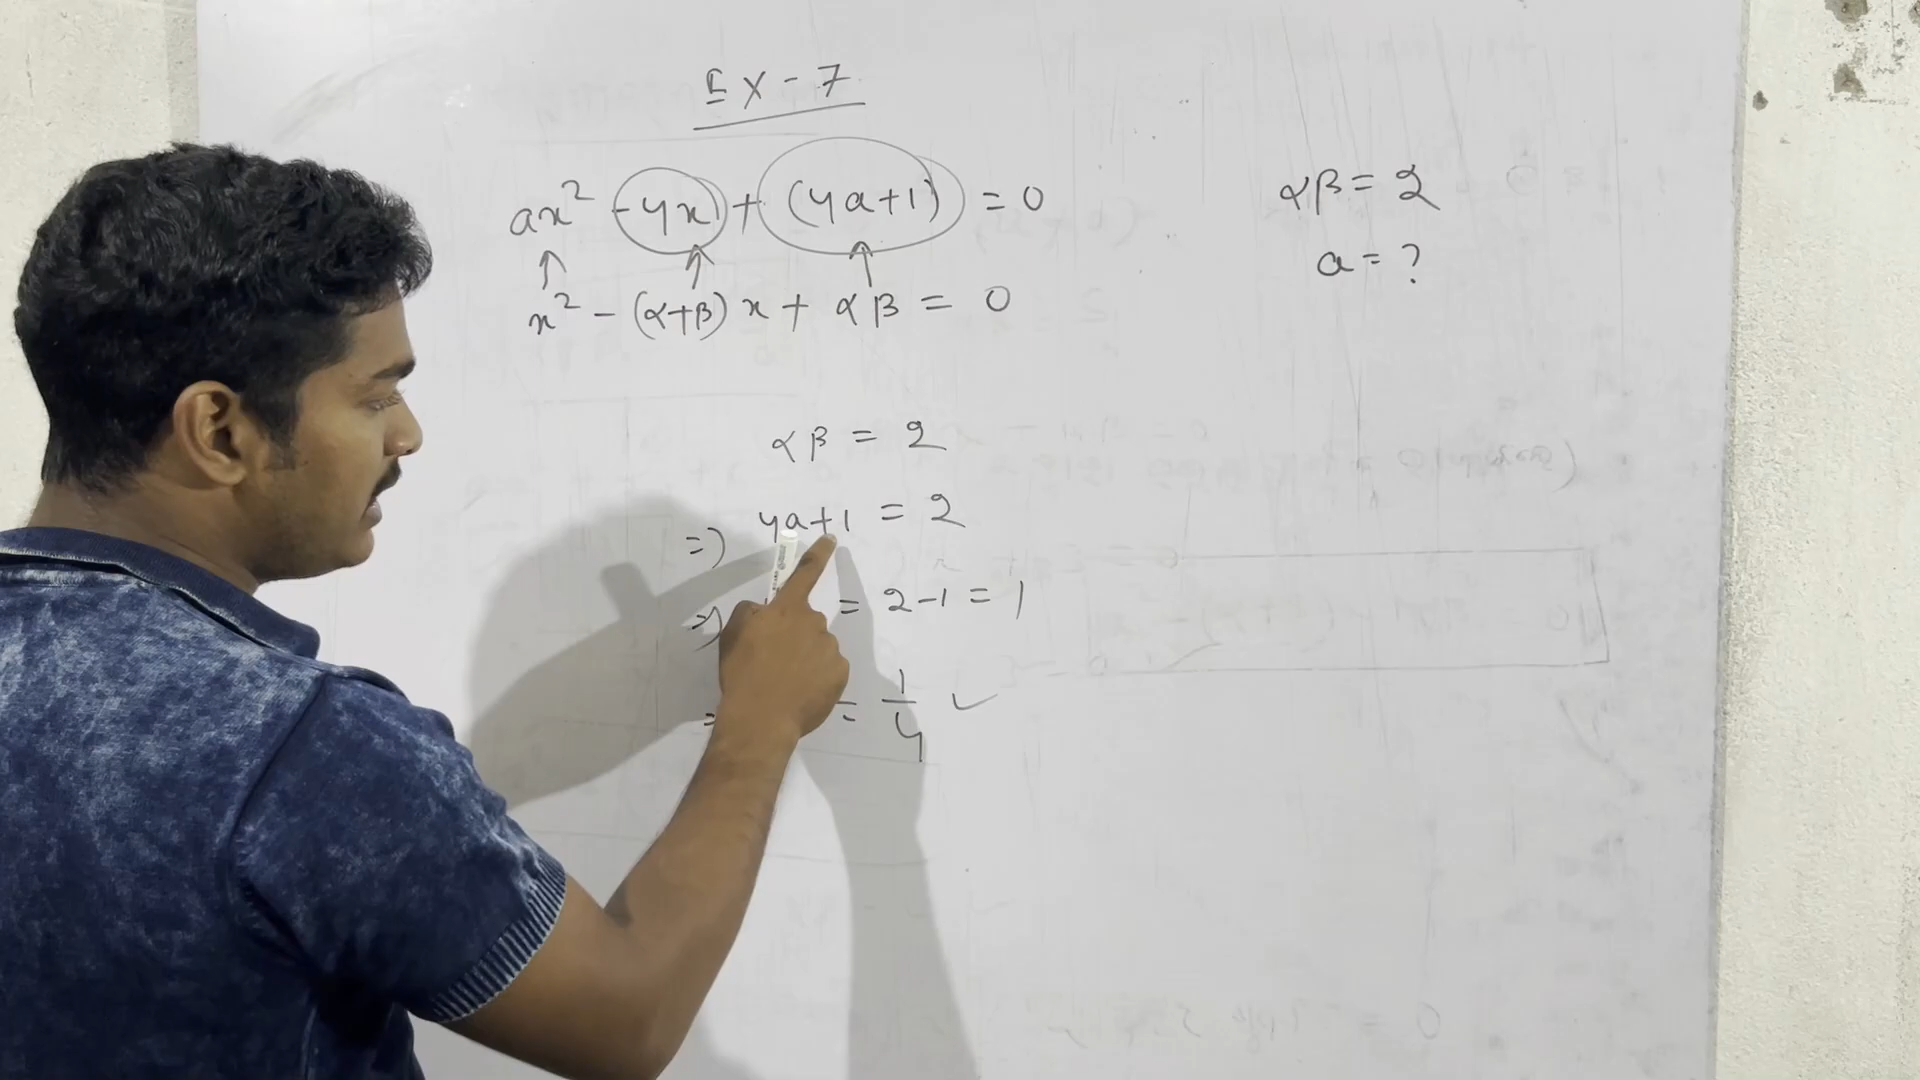 Ex-7
ax² -4x + (4a+1) = 0
x² - (α+β) x + αβ = 0
αβ = 2
a = ?
αβ = 2
=) 4a+1 = 2
=) = 2-1 = 1
= = 1/4 ✓